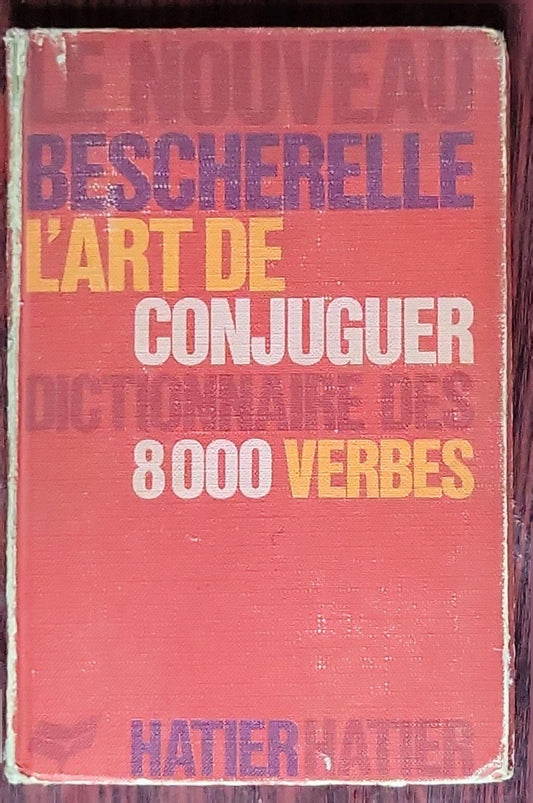 LE NOUVEAU
BESCHERELLE
L'ART DE
CONJUGUER
DICTIONNAIRE DES
8000 VERBES
HATIER HATIER